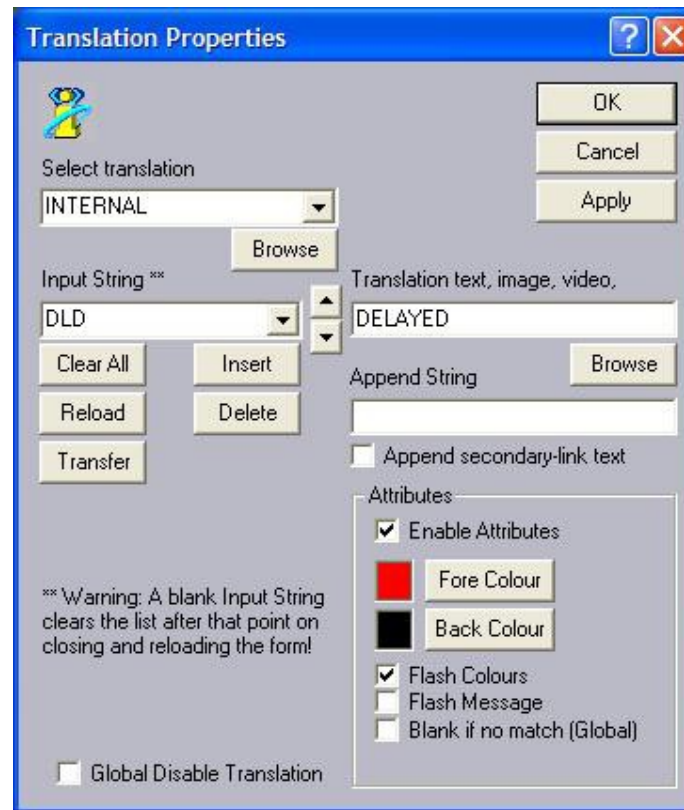 Translation Properties
OK
Cancel
Select translation
Apply
INTERNAL
Browse
Input String **
Translation text, image, video,
DLD
DELAYED
Clear All
Insert
Browse
Append String
Reload
Delete
Append secondary-link text
Transfer
Attributes
Enable Attributes
Fore Colour
** Warning: A blank Input String
clears the list after that point on
closing and reloading the form!
Back Colour
Flash Colours
Flash Message
Blank if no match (Global)
Global Disable Translation